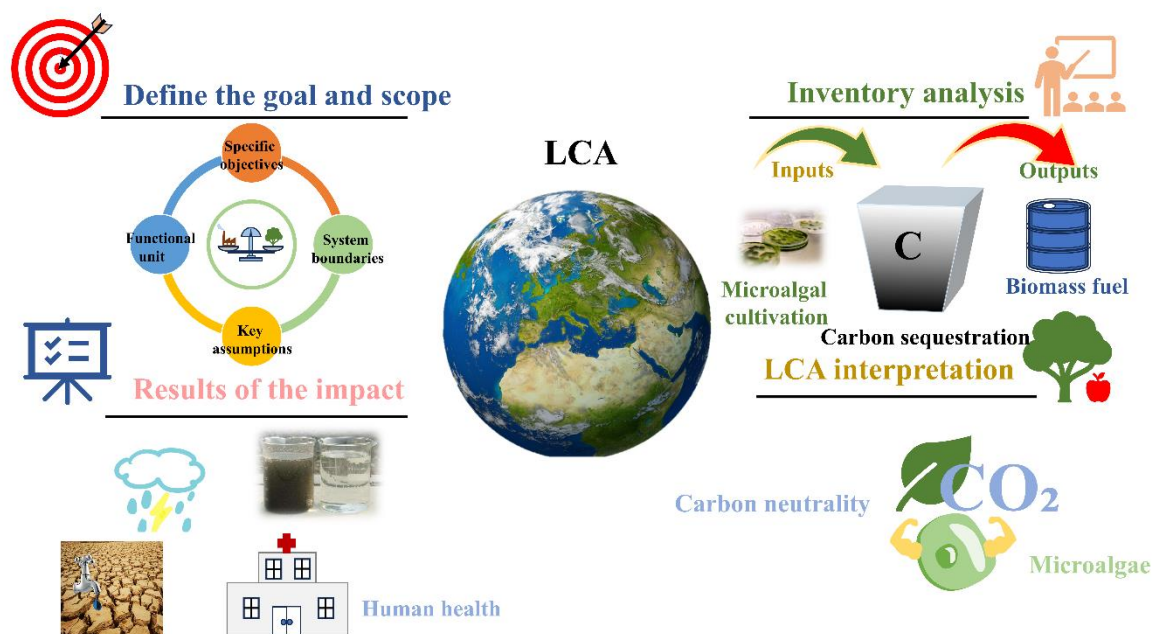 Define the goal and scope
Specific
objectives
Functional
unit
System
boundaries
Key
assumptions
Results of the impact
Human health
LCA
Inventory analysis
Inputs
Outputs
C
Microalgal
cultivation
Biomass fuel
Carbon sequestration
LCA interpretation
Carbon neutrality
CO₂
Microalgae